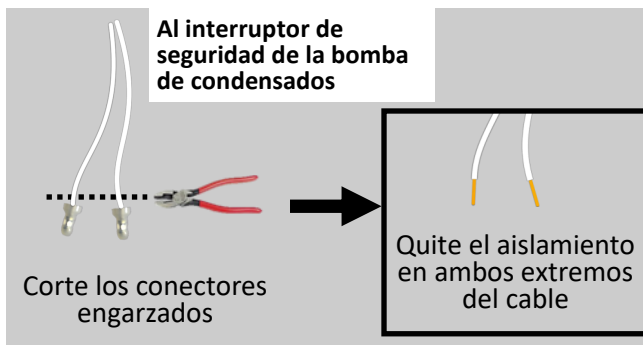 Al interruptor de
seguridad de la bomba
de condensados
Corte los conectores
engarzados
Quite el aislamiento
en ambos extremos
del cable